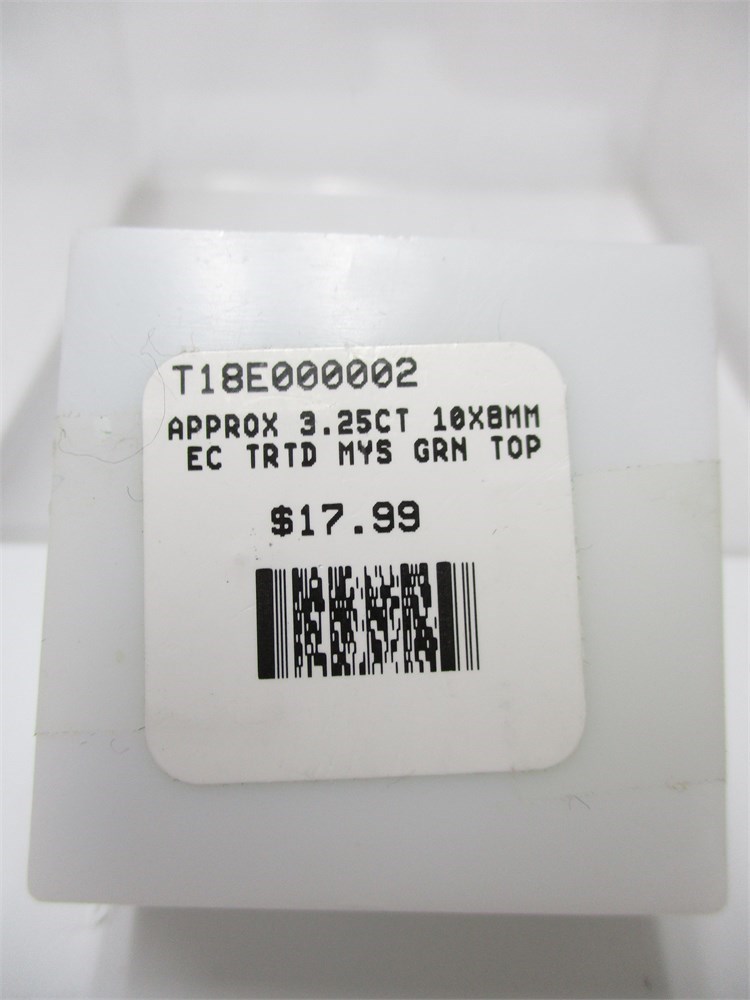 T18E000002
APPROX 3.25CT 10X8MM
EC TRTD MYS GRN TOP
$17.99